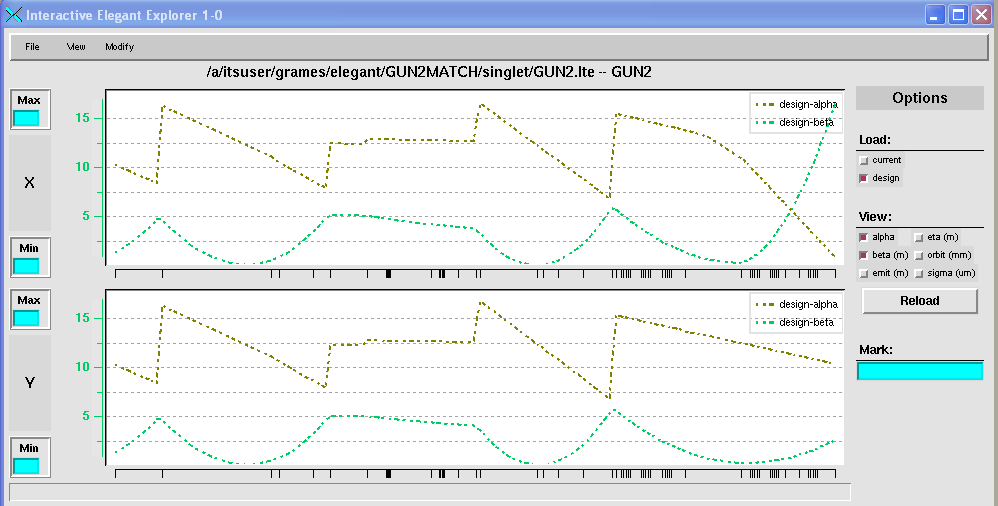 Interactive Elegant Explorer 1-0
File View Modify
/a/itsuser/grames/elegant/GUN2MATCH/singlet/GUN2.lte -- GUN2
Max
X
Min
15
10
5
design-alpha
design-beta
Max
Y
Min
15
10
5
design-alpha
design-beta
Options
Load:
current
design
View:
alpha eta (m)
beta (m) orbit (mm)
emit (m) sigma (um)
Reload
Mark: